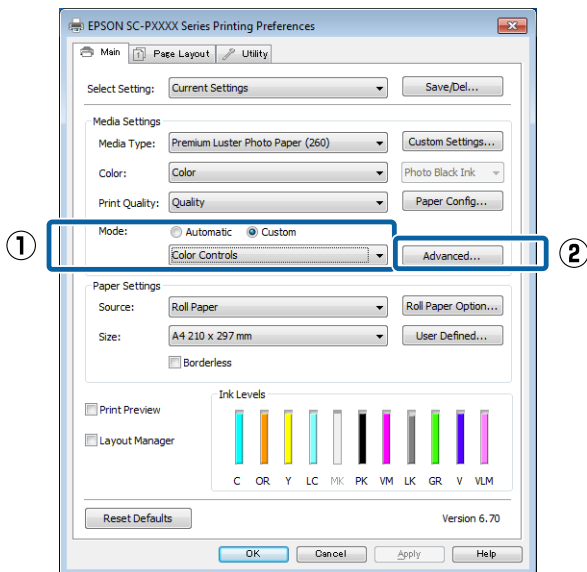 EPSON SC-PXXXX Series Printing Preferences
Main Page Layout Utility
Select Setting: Current Settings Save/Del...
Media Settings
Media Type: Premium Luster Photo Paper (260) Custom Settings...
Color: Color Photo Black Ink
Print Quality: Quality Paper Config...
① Mode: Automatic Custom
Color Controls Advanced... ②
Paper Settings
Source: Roll Paper Roll Paper Option...
Size: A4 210 x 297 mm User Defined...
Borderless
Ink Levels
Print Preview
Layout Manager
C OR Y LC MK PK VM LK GR V VLM
Reset Defaults Version 6.70
OK Cancel Apply Help